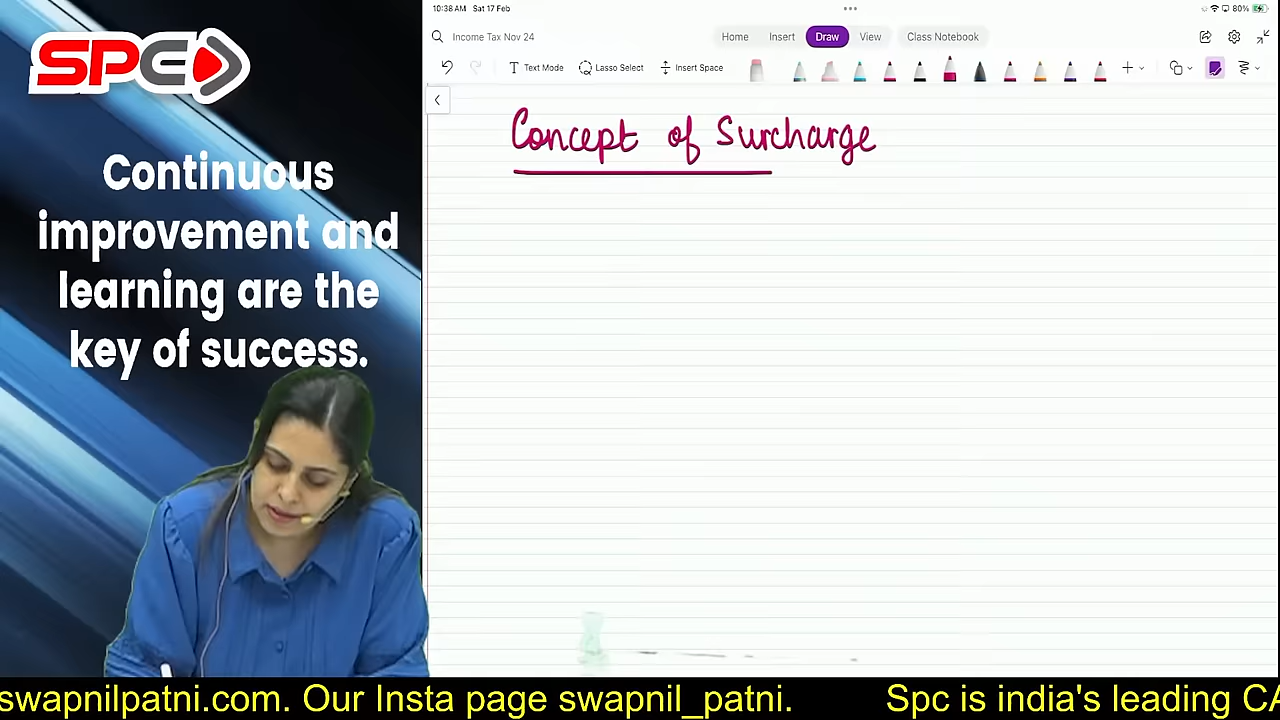 SPC
Continuous
improvement and
learning are the
key of success.
10:38 AM Sat 17 Feb
80%
Income Tax Nov 24
Home Insert Draw View Class Notebook
Text Mode Lasso Select Insert Space
Concept of Surcharge
swapnilpatni.com. Our Insta page swapnil_patni. Spc is india's leading CA